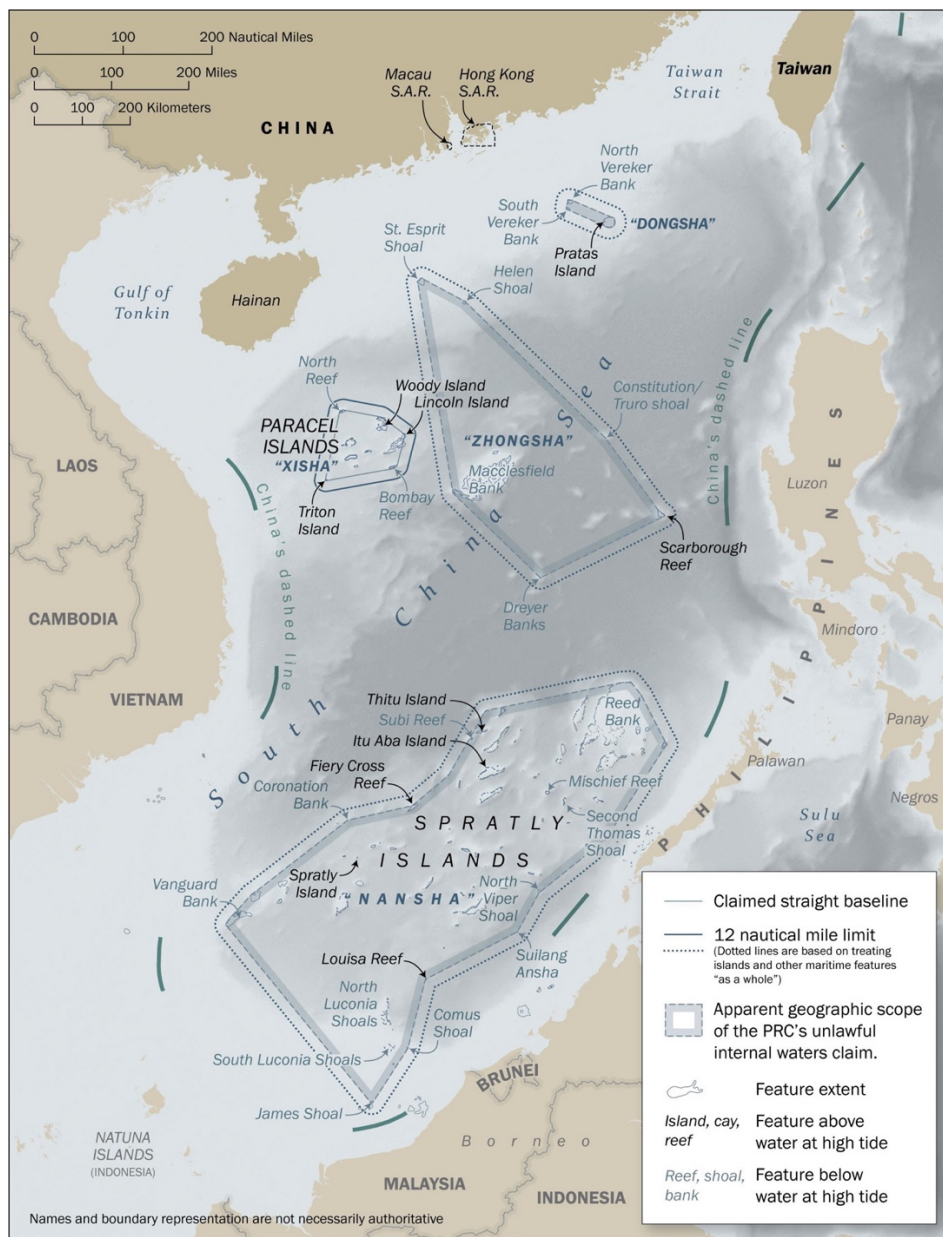 0 100 200 Nautical Miles
0 100 200 Miles
0 100 200 Kilometers
Macau
S.A.R.
Hong Kong
S.A.R.
Taiwan
Strait
Taiwan
CHINA
North
Vereker
Bank
South
Vereker
Bank
"DONGSHA"
Pratas
Island
St. Esprit
Shoal
Helen
Shoal
Gulf of
Tonkin
Hainan
North
Reef
Woody Island
Lincoln Island
PARACEL
ISLANDS
"XISHA"
Triton
Island
Bombay
Reef
Constitution/
Truro shoal
"ZHONGSHA"
Macclesfield
Bank
China's dashed line
LAOS
Luzon
PHILIPPINES
Scarborough
Reef
South China Sea
China's dashed line
Dreyer
Banks
CAMBODIA
Mindoro
VIETNAM
Thitu Island
Subi Reef
Itu Aba Island
Reed
Bank
Panay
Palawan
Fiery Cross
Reef
Mischief Reef
Negros
Coronation
Bank
Second
Thomas
Shoal
Sulu
Sea
SPRATLY
ISLANDS
Spratly
Island
"NANSHA"
North
Viper
Shoal
Vanguard
Bank
Suilang
Ansha
Louisa Reef
North
Luconia
Shoals
Comus
Shoal
South Luconia Shoals
James Shoal
BRUNEI
Borneo
NATUNA
ISLANDS
(INDONESIA)
MALAYSIA
INDONESIA
Names and boundary representation are not necessarily authoritative
Claimed straight baseline
12 nautical mile limit
(Dotted lines are based on treating
islands and other maritime features
"as a whole")
Apparent geographic scope
of the PRC's unlawful
internal waters claim.
Feature extent
Island, cay,
reef
Feature above
water at high tide
Reef, shoal,
bank
Feature below
water at high tide